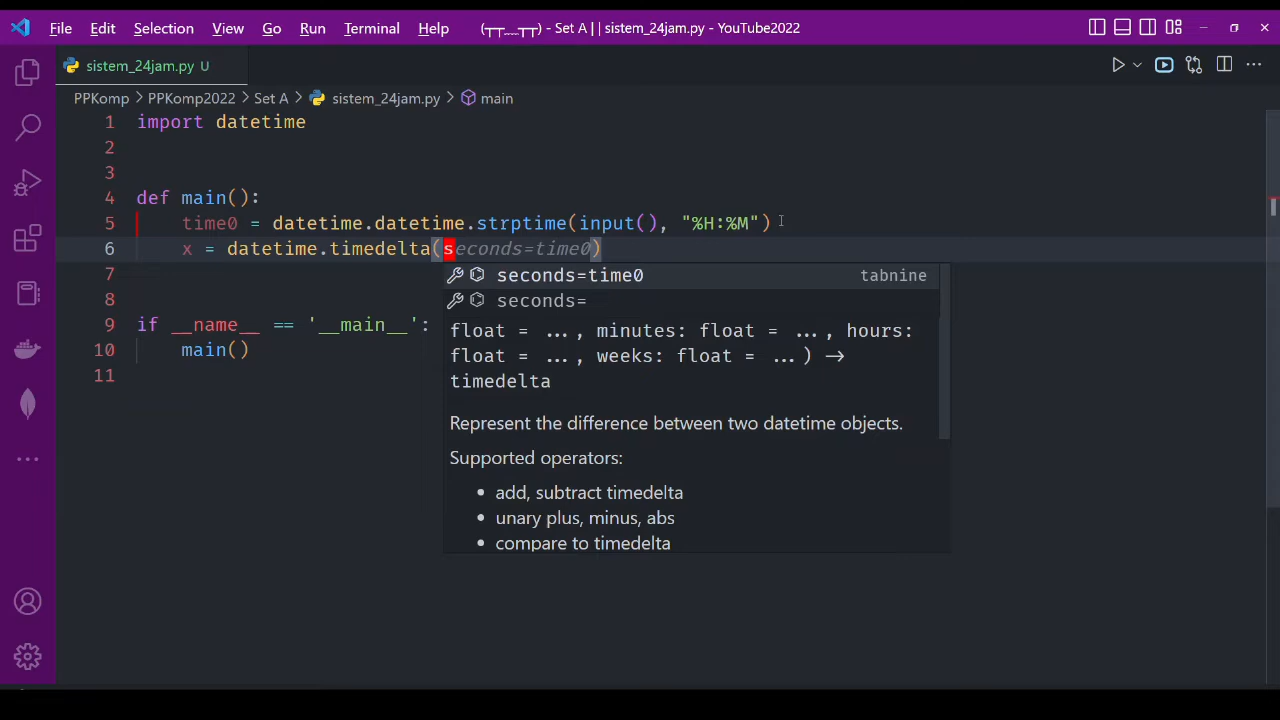 File Edit Selection View Go Run Terminal Help (┬┬﹏┬┬) - Set A | | sistem_24jam.py - YouTube2022
sistem_24jam.py U
PPKomp > PPKomp2022 > Set A > sistem_24jam.py > main
1 import datetime
2
3
4 def main():
5 time0 = datetime.datetime.strptime(input(), "%H:%M")
6 x = datetime.timedelta(seconds=time0)
7
8
9 if __name__ == '__main__':
10 main()
11
seconds=time0 tabnine
seconds=
float = ..., minutes: float = ..., hours:
float = ..., weeks: float = ...) →
timedelta
Represent the difference between two datetime objects.
Supported operators:
• add, subtract timedelta
• unary plus, minus, abs
• compare to timedelta